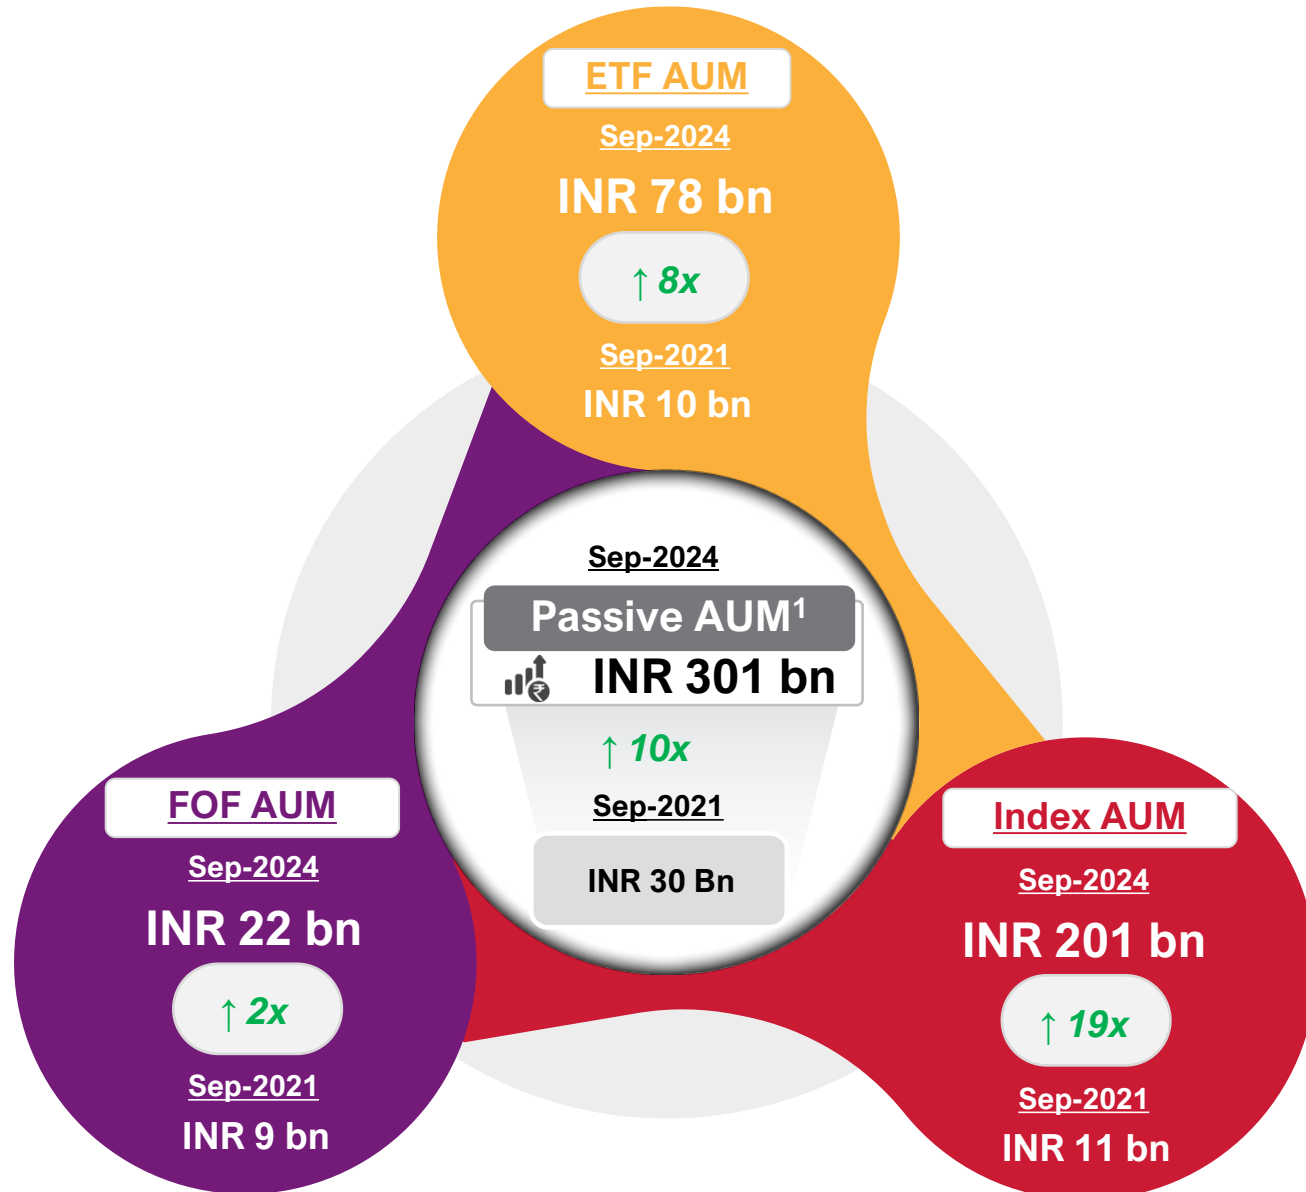 ETF AUM
Sep-2024
INR 78 bn
↑ 8x
Sep-2021
INR 10 bn
Sep-2024
Passive AUM¹
₹
INR 301 bn
↑ 10x
Sep-2021
INR 30 Bn
FOF AUM
Sep-2024
INR 22 bn
↑ 2x
Sep-2021
INR 9 bn
Index AUM
Sep-2024
INR 201 bn
↑ 19x
Sep-2021
INR 11 bn